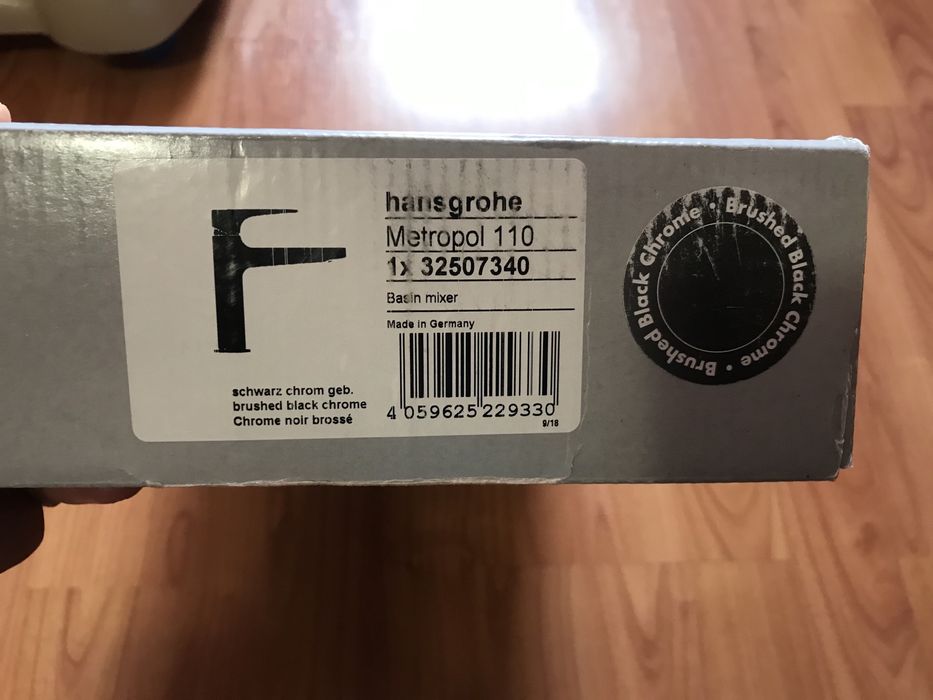 hansgrohe
Metropol 110
1x 32507340
Basin mixer
Made in Germany
schwarz chrom geb.
brushed black chrome
Chrome noir brossé
4 059625 229330
9/18
Brushed Black Chrome • Brushed Black Chrome •